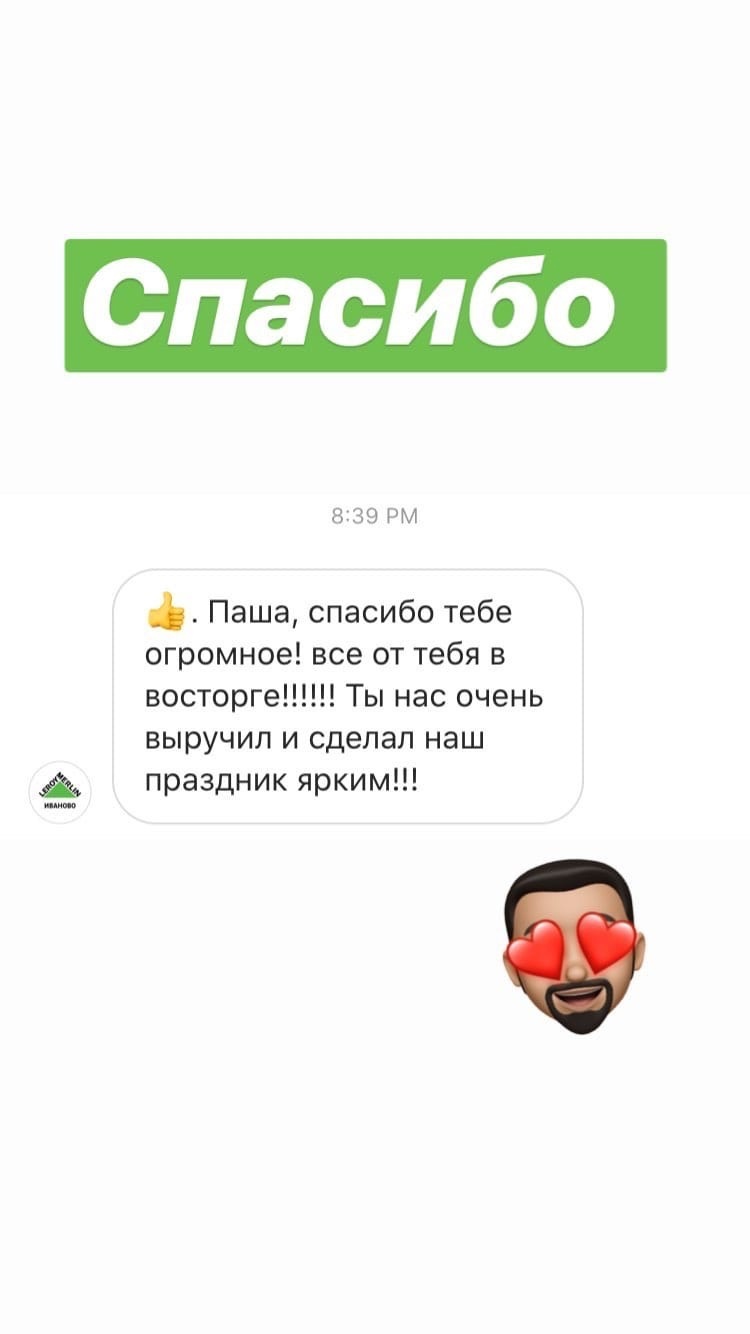 Спасибо
8:39 PM
👍. Паша, спасибо тебе
огромное! все от тебя в
восторге!!!!!! Ты нас очень
выручил и сделал наш
праздник ярким!!!
LEROY MERLIN
ИВАНОВО